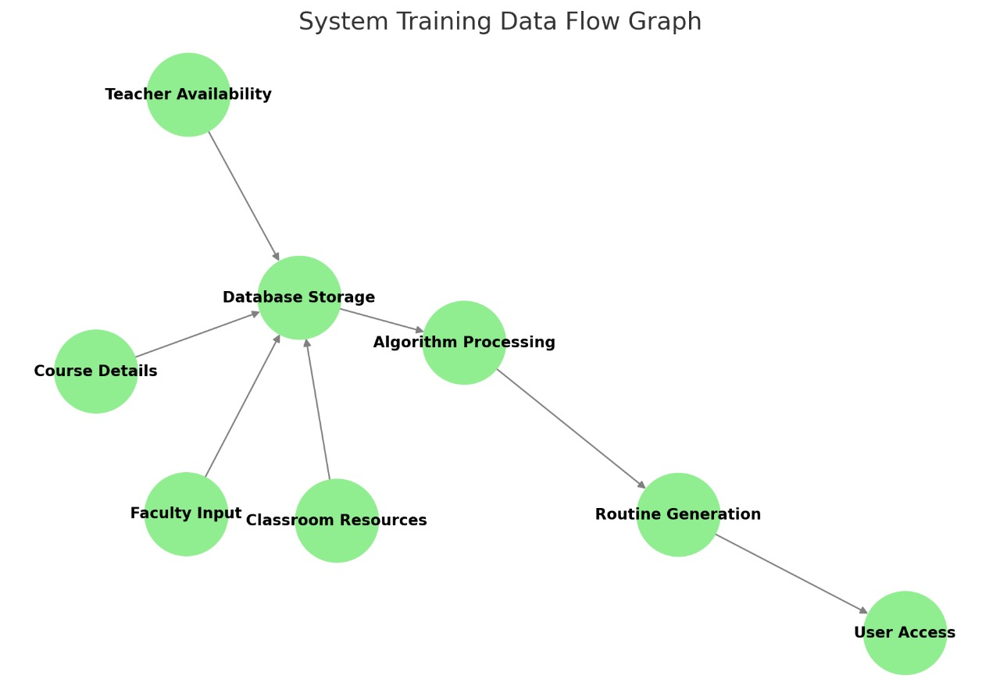 System Training Data Flow Graph
Teacher Availability
Database Storage
Algorithm Processing
Course Details
Faculty Input
Classroom Resources
Routine Generation
User Access